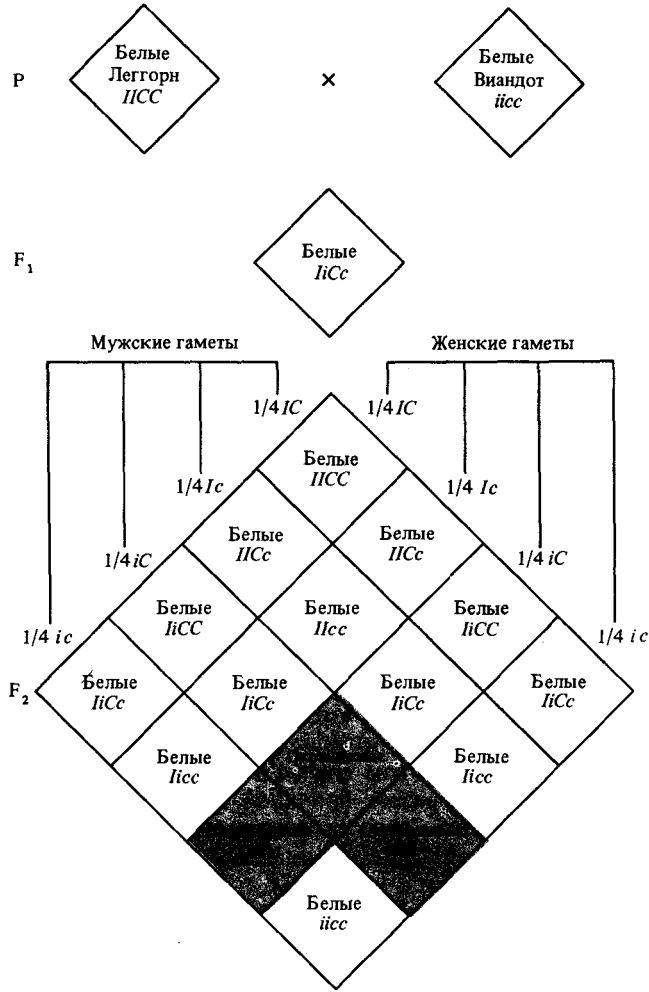 Белые
Леггорн
IICC
P
×
Белые
Виандот
iicc
F₁
Белые
IiCc
Мужские гаметы
Женские гаметы
1/4 IC
1/4 IC
Белые
IICC
1/4 Ic
1/4 Ic
Белые
IICc
Белые
IICc
1/4 iC
1/4 iC
Белые
IiCC
Белые
IIcc
Белые
IiCC
1/4 ic
1/4 ic
F₂
Белые
IiCc
Белые
IiCc
Белые
IiCc
Белые
IiCc
Белые
Iicc
Белые
Iicc
Белые
iicc